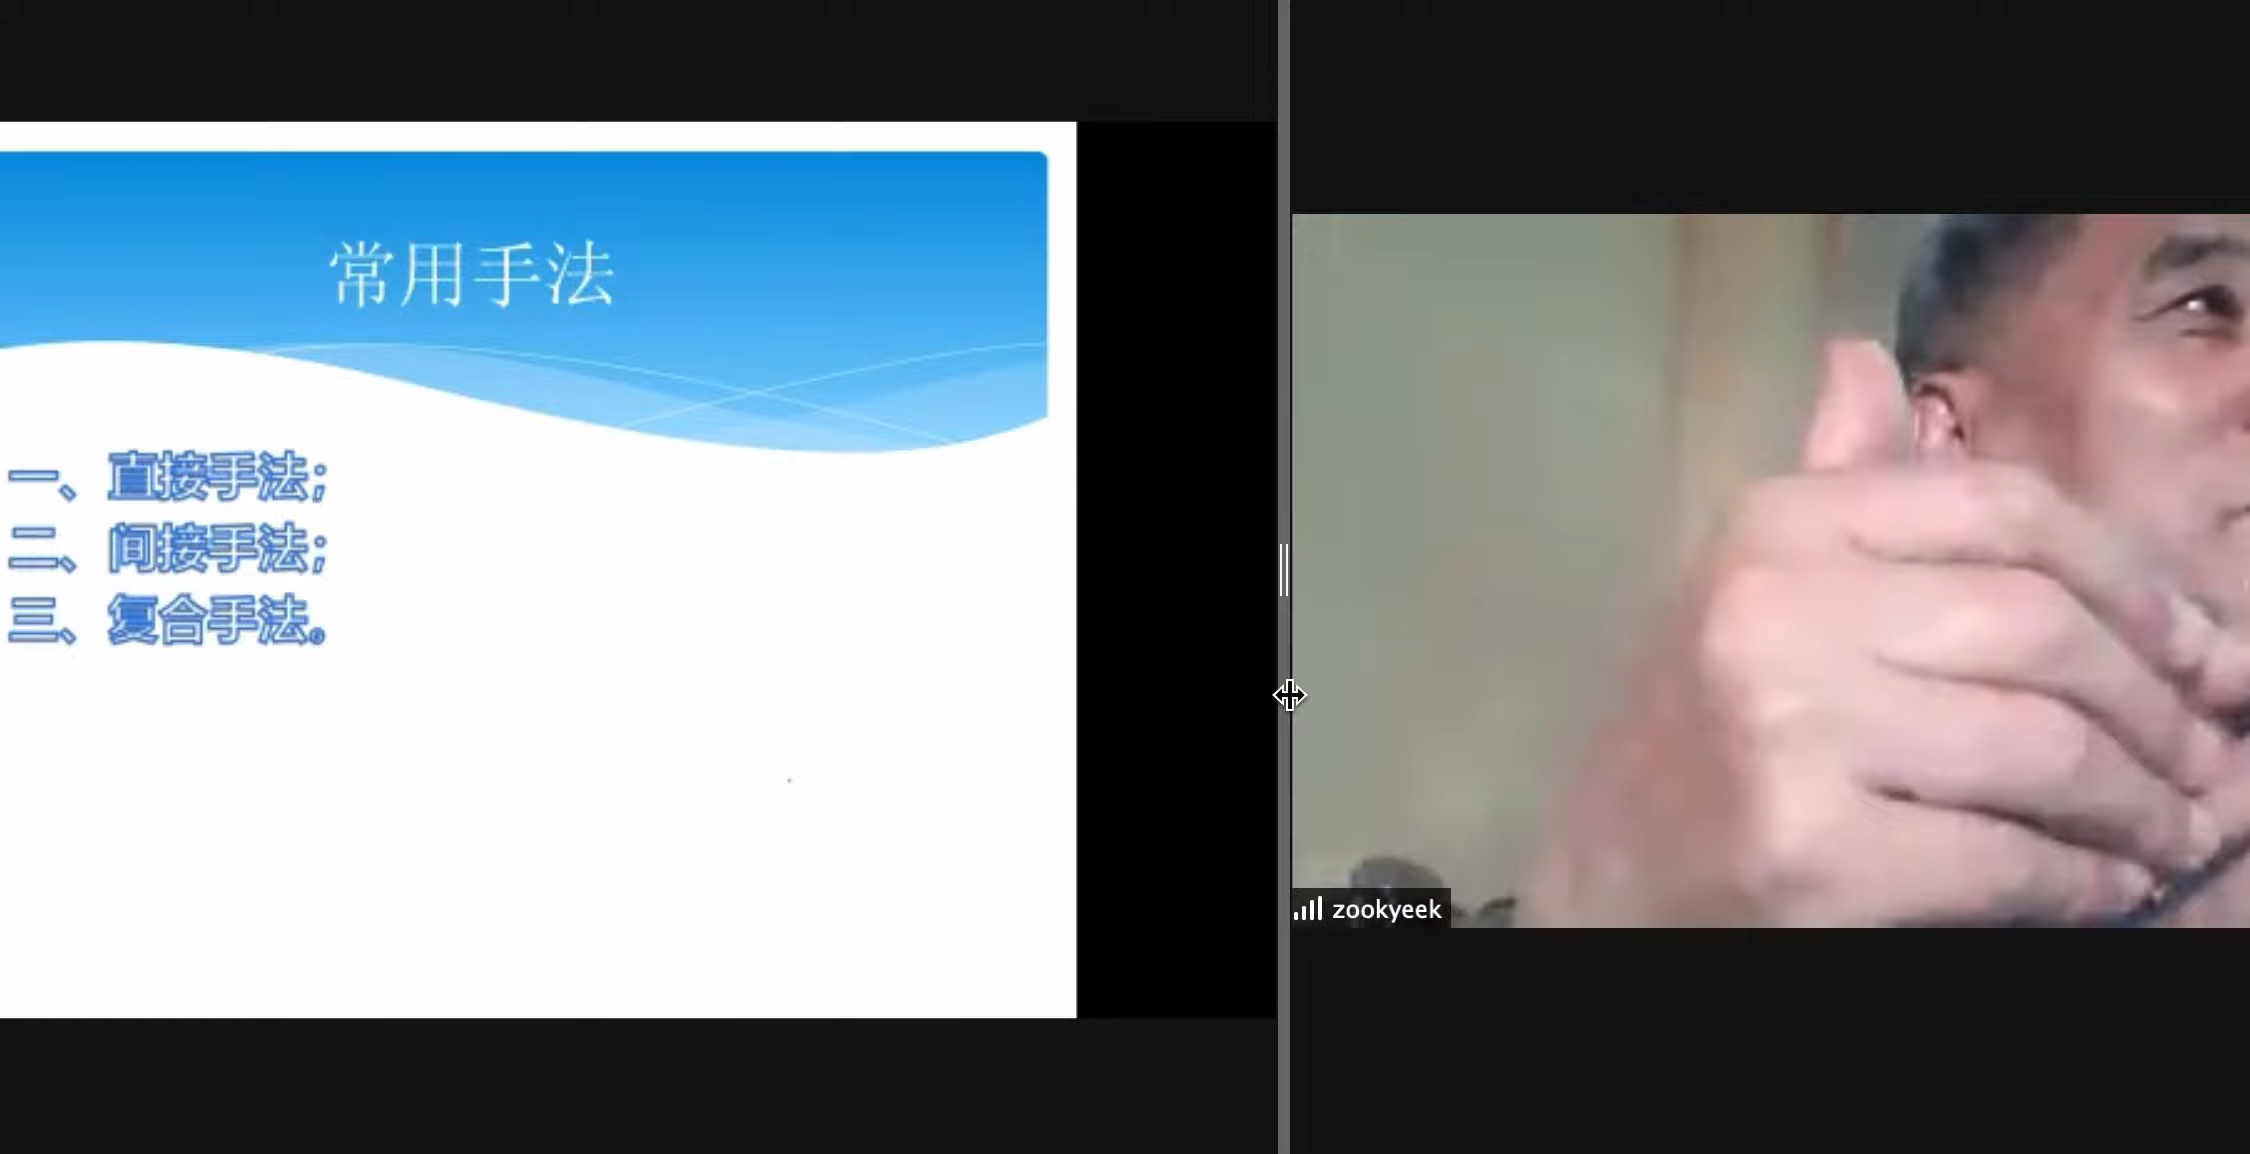 常用手法
一、直接手法；
二、间接手法；
三、复合手法。
zookyeek